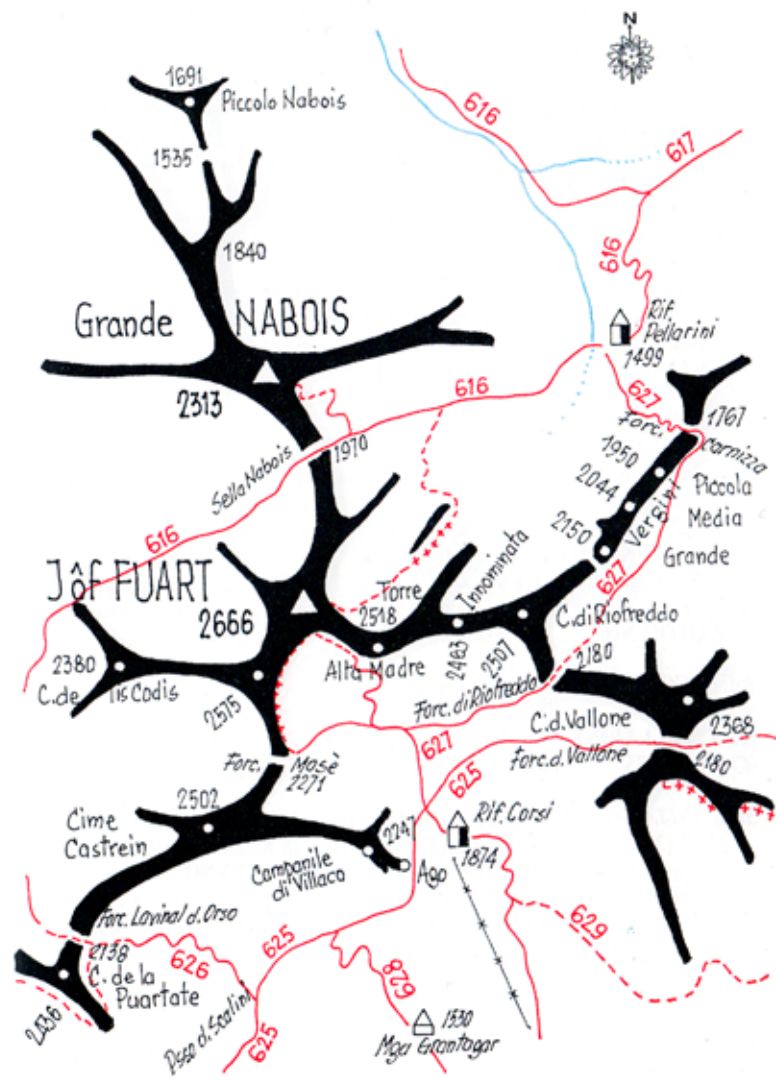 N
1691
Piccolo Nabois
616
617
1535
1840
616
Grande NABOIS
Rif.
Pellarini
1499
2313
616
627
1767
Forc.
Carnizza
Sella Nabois
1970
1950
2044
2150
Vergini
Piccola
Media
Grande
616
Jôf FUART
2666
Torre
2518
Innominata
627
C. di Riofreddo
2380
C. de lis Codis
2575
Alta Madre
2463
2507
2180
Forc. di Riofreddo
C. d. Vallone
2368
627
625
Forc. d. Vallone
2180
Forc. Mosè
2271
2502
Cime
Castrein
2247
Rif. Corsi
1874
Campanile
di Villaco
Ago
Forc. Lavinal d. Orso
2138
626
625
629
C. de la
Puartate
2436
628
Psso d. Scalini
625
1530
Mga Grantagar